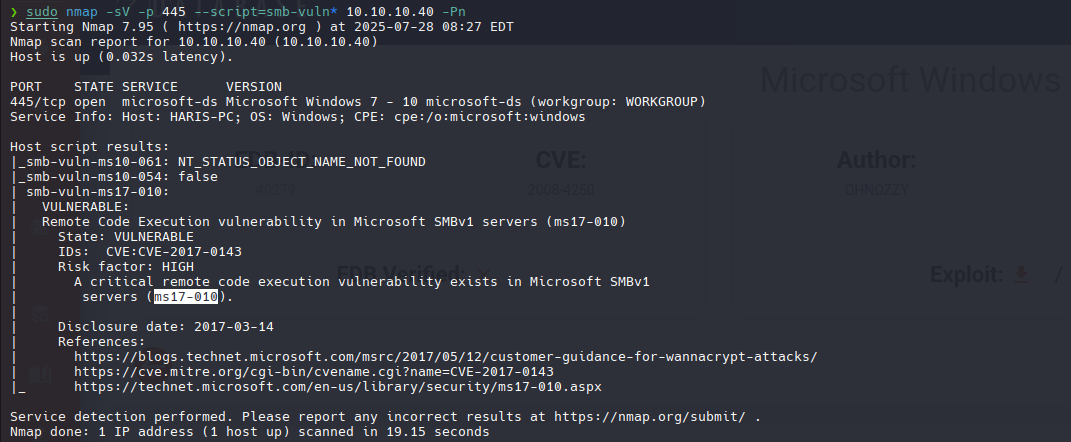 ❯ sudo nmap -sV -p 445 --script=smb-vuln* 10.10.10.40 -Pn
Starting Nmap 7.95 ( https://nmap.org ) at 2025-07-28 08:27 EDT
Nmap scan report for 10.10.10.40 (10.10.10.40)
Host is up (0.032s latency).
Microsoft Windows
PORT    STATE SERVICE      VERSION
445/tcp open  microsoft-ds Microsoft Windows 7 - 10 microsoft-ds (workgroup: WORKGROUP)
Service Info: Host: HARIS-PC; OS: Windows; CPE: cpe:/o:microsoft:windows
Host script results:
|_smb-vuln-ms10-061: NT_STATUS_OBJECT_NAME_NOT_FOUND
CVE:
Author:
|_smb-vuln-ms10-054: false
| smb-vuln-ms17-010:
2008-4250
OHNOZZY
|   VULNERABLE:
|   Remote Code Execution vulnerability in Microsoft SMBv1 servers (ms17-010)
|     State: VULNERABLE
|     IDs:  CVE:CVE-2017-0143
|     Risk factor: HIGH
EDB Verified:
Exploit:
|       A critical remote code execution vulnerability exists in Microsoft SMBv1
|        servers (ms17-010).
|
|     Disclosure date: 2017-03-14
|     References:
|       https://blogs.technet.microsoft.com/msrc/2017/05/12/customer-guidance-for-wannacrypt-attacks/
|       https://cve.mitre.org/cgi-bin/cvename.cgi?name=CVE-2017-0143
|_      https://technet.microsoft.com/en-us/library/security/ms17-010.aspx
Service detection performed. Please report any incorrect results at https://nmap.org/submit/ .
Nmap done: 1 IP address (1 host up) scanned in 19.15 seconds